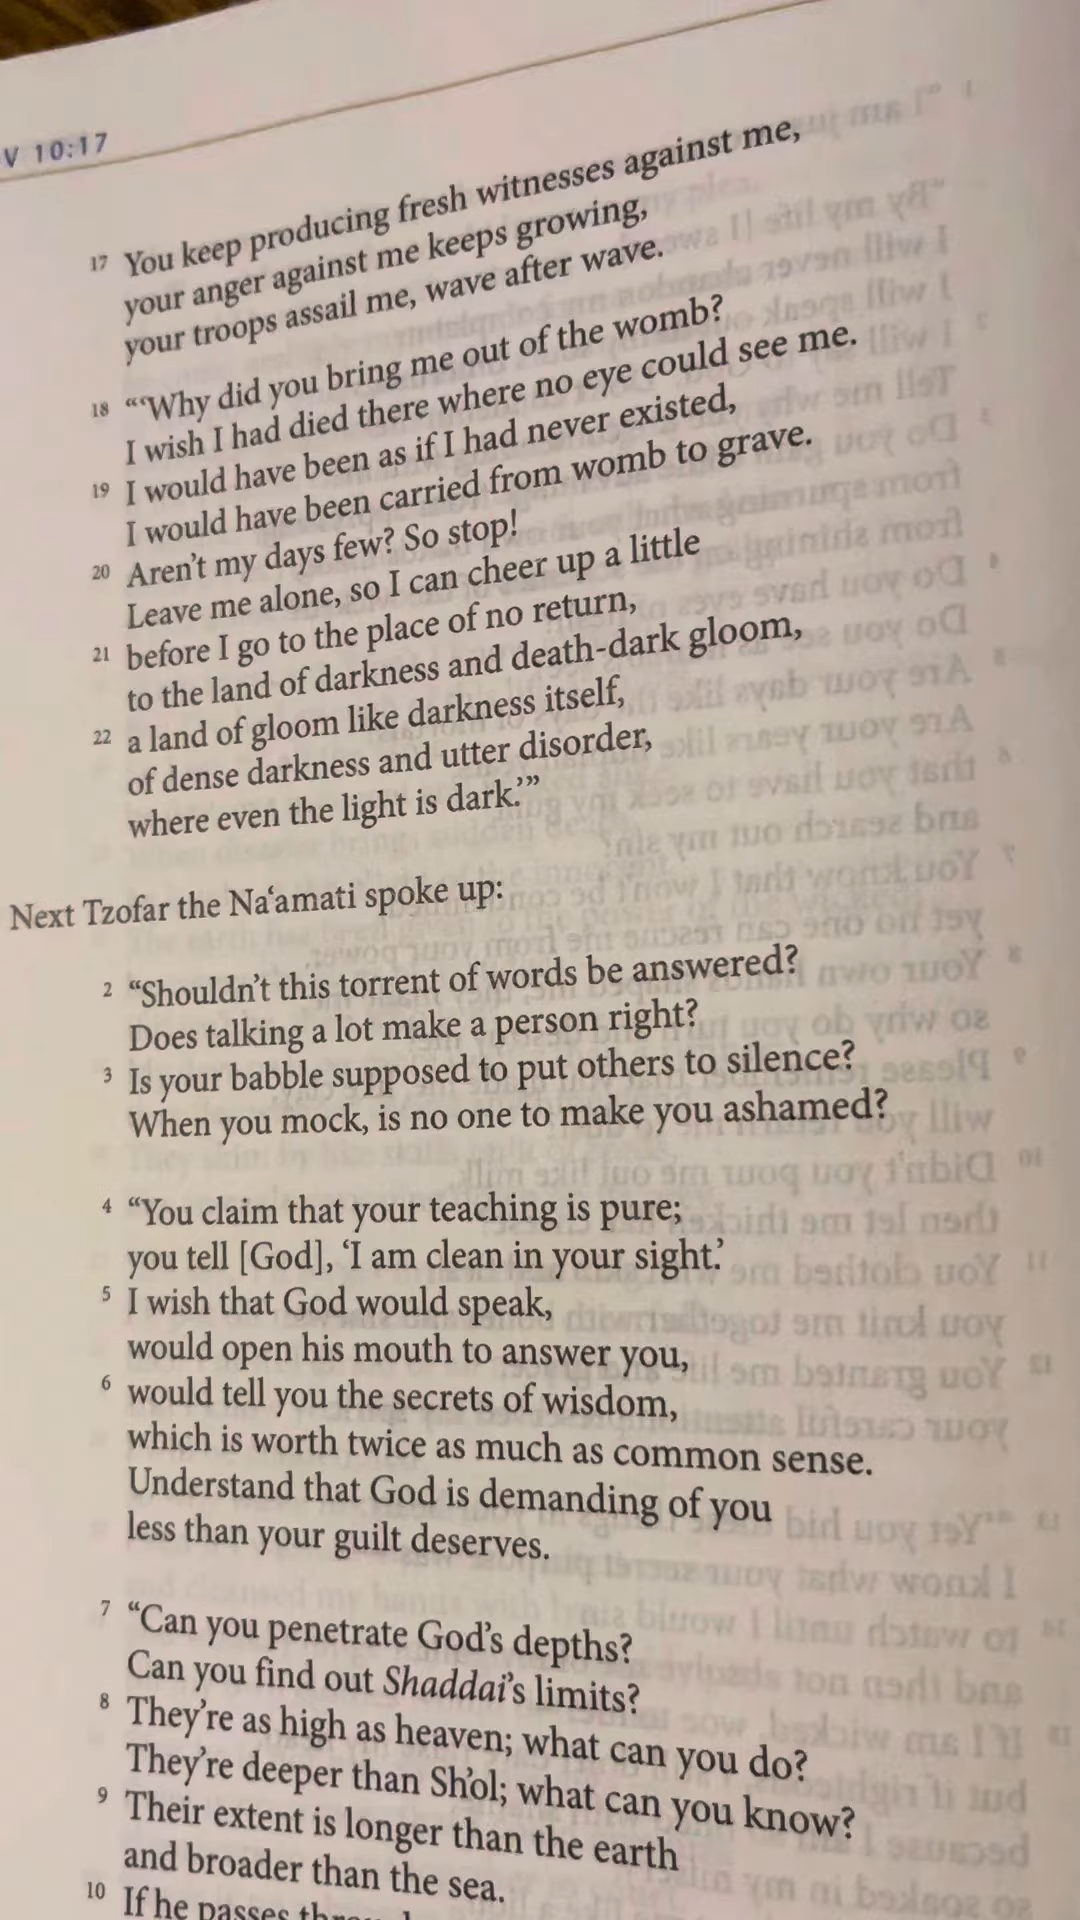 V 10:17
17 You keep producing fresh witnesses against me,
your anger against me keeps growing,
your troops assail me, wave after wave.
18 “‘Why did you bring me out of the womb?
I wish I had died there where no eye could see me.
19 I would have been as if I had never existed,
I would have been carried from womb to grave.
20 Aren’t my days few? So stop!
Leave me alone, so I can cheer up a little
21 before I go to the place of no return,
to the land of darkness and death-dark gloom,
22 a land of gloom like darkness itself,
of dense darkness and utter disorder,
where even the light is dark.’”
Next Tzofar the Na‘amati spoke up:
2 “Shouldn’t this torrent of words be answered?
Does talking a lot make a person right?
3 Is your babble supposed to put others to silence?
When you mock, is no one to make you ashamed?
4 “You claim that your teaching is pure;
you tell [God], ‘I am clean in your sight.’
5 I wish that God would speak,
would open his mouth to answer you,
6 would tell you the secrets of wisdom,
which is worth twice as much as common sense.
Understand that God is demanding of you
less than your guilt deserves.
7 “Can you penetrate God’s depths?
Can you find out Shaddai’s limits?
8 They’re as high as heaven; what can you do?
They’re deeper than Sh’ol; what can you know?
9 Their extent is longer than the earth
and broader than the sea.
10 If he passes